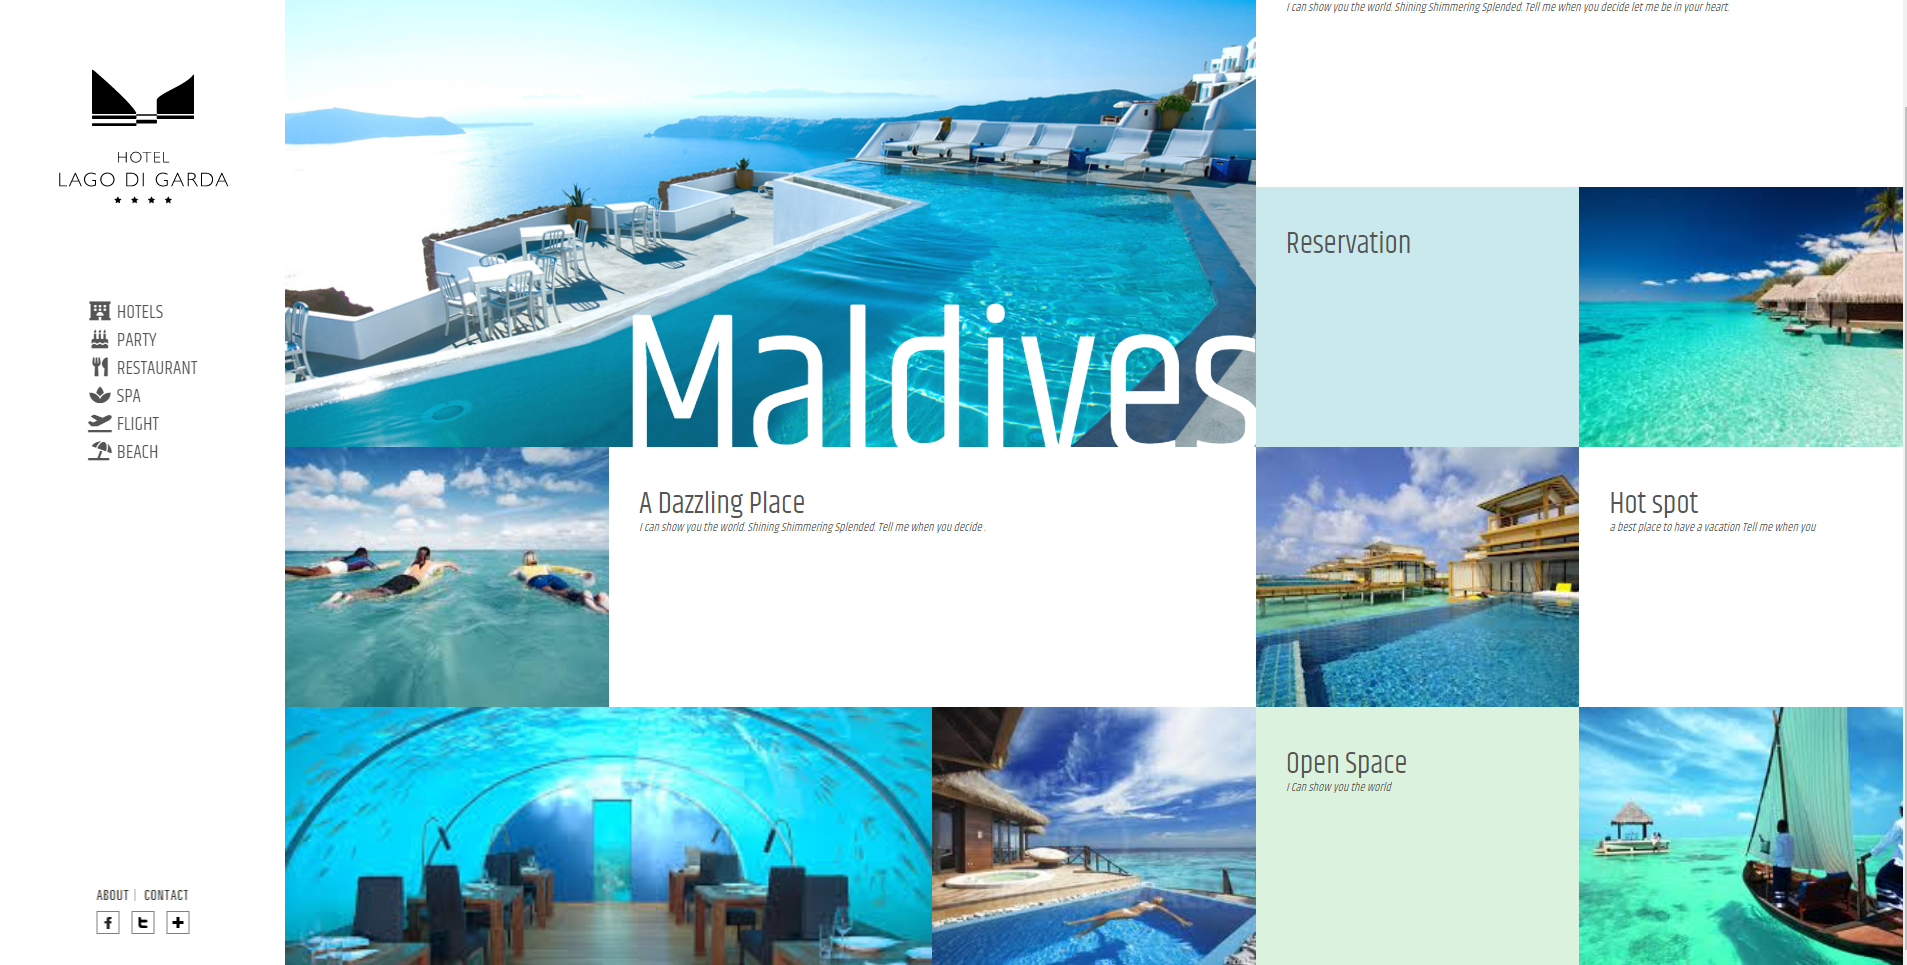 HOTEL
LAGO DI GARDA
HOTELS
PARTY
RESTAURANT
SPA
FLIGHT
BEACH
ABOUT | CONTACT
I can show you the world. Shining Shimmering Splended. Tell me when you decide let me be in your heart.
Maldives
Reservation
A Dazzling Place
I can show you the world. Shining Shimmering Splended. Tell me when you decide .
Hot spot
a best place to have a vacation Tell me when you
Open Space
I Can show you the world